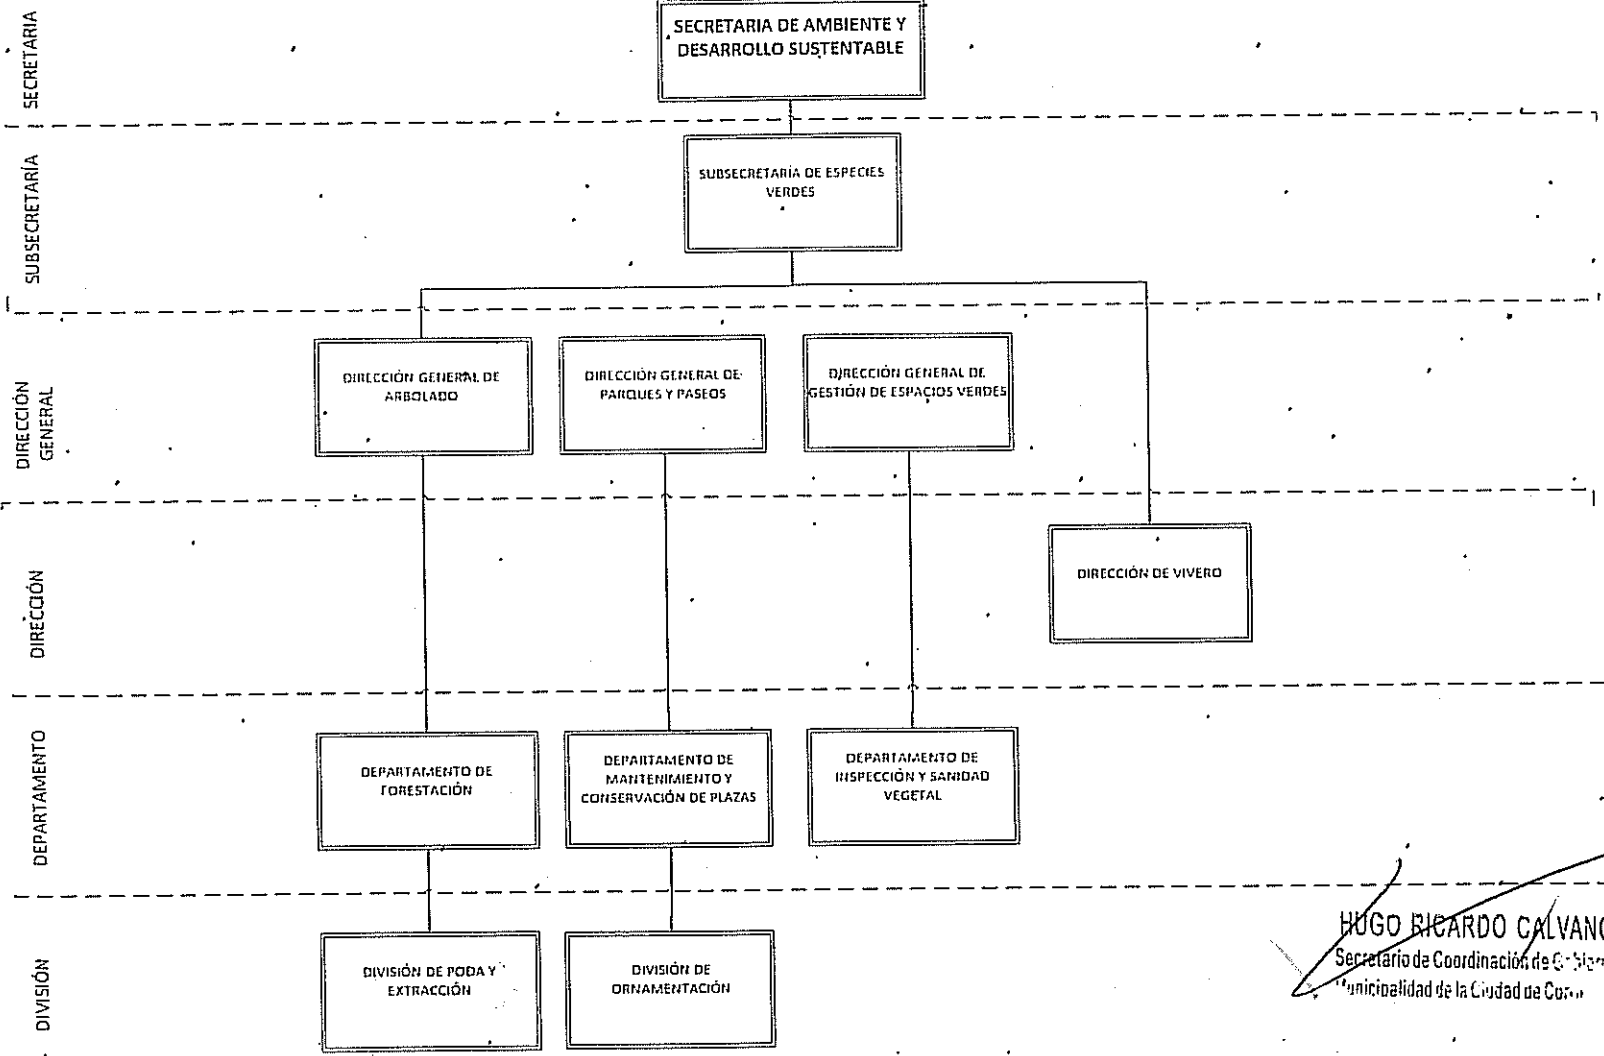 SECRETARIA
SECRETARIA DE AMBIENTE Y
DESARROLLO SUSTENTABLE
SUBSECRETARÍA
SUBSECRETARÍA DE ESPECIES
VERDES
DIRECCIÓN
GENERAL
DIRECCIÓN GENERAL DE
ARBOLADO
DIRECCIÓN GENERAL DE
PARQUES Y PASEOS
DIRECCIÓN GENERAL DE
GESTIÓN DE ESPACIOS VERDES
DIRECCIÓN
DIRECCIÓN DE VIVERO
DEPARTAMENTO
DEPARTAMENTO DE
FORESTACIÓN
DEPARTAMENTO DE
MANTENIMIENTO Y
CONSERVACIÓN DE PLAZAS
DEPARTAMENTO DE
INSPECCIÓN Y SANIDAD
VEGETAL
DIVISIÓN
DIVISIÓN DE PODA Y
EXTRACCIÓN
DIVISIÓN DE
ORNAMENTACIÓN
HUGO RICARDO CALVANO
Secretario de Coordinación de
Municipalidad de la Ciudad de